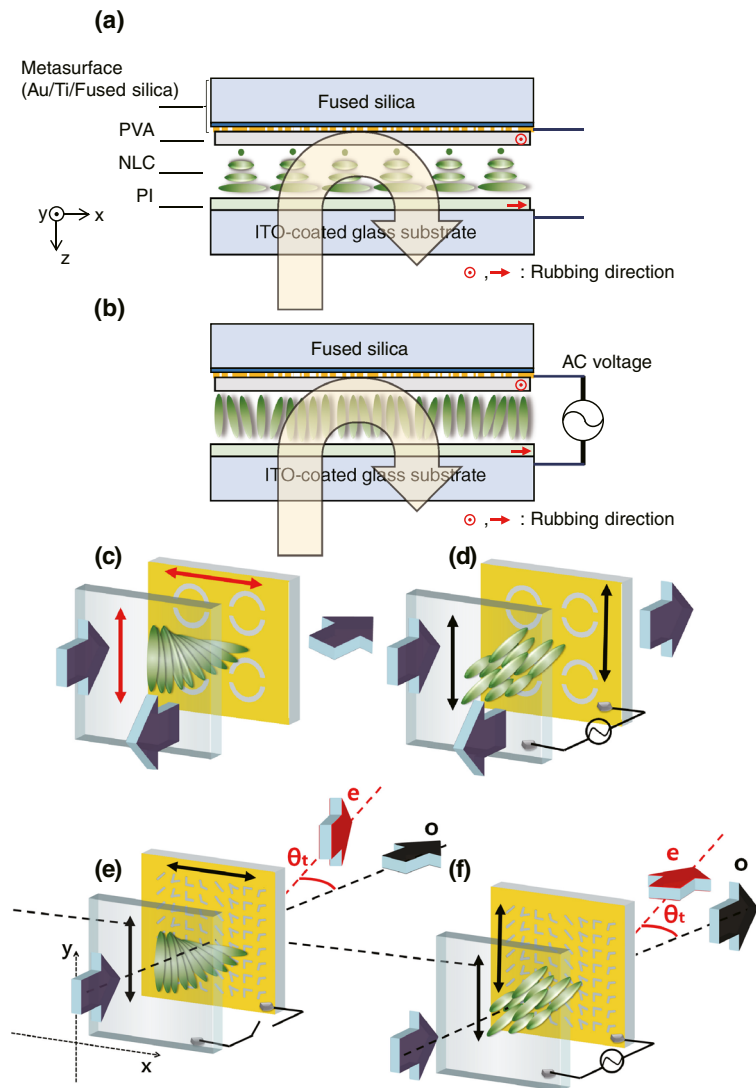 (a)
Metasurface
(Au/Ti/Fused silica)
Fused silica
PVA
NLC
PI
y
x
z
ITO-coated glass substrate
, : Rubbing direction
(b)
Fused silica
AC voltage
ITO-coated glass substrate
, : Rubbing direction
(c)
(d)
(e)
e
θt
o
y
x
(f)
e
θt
o